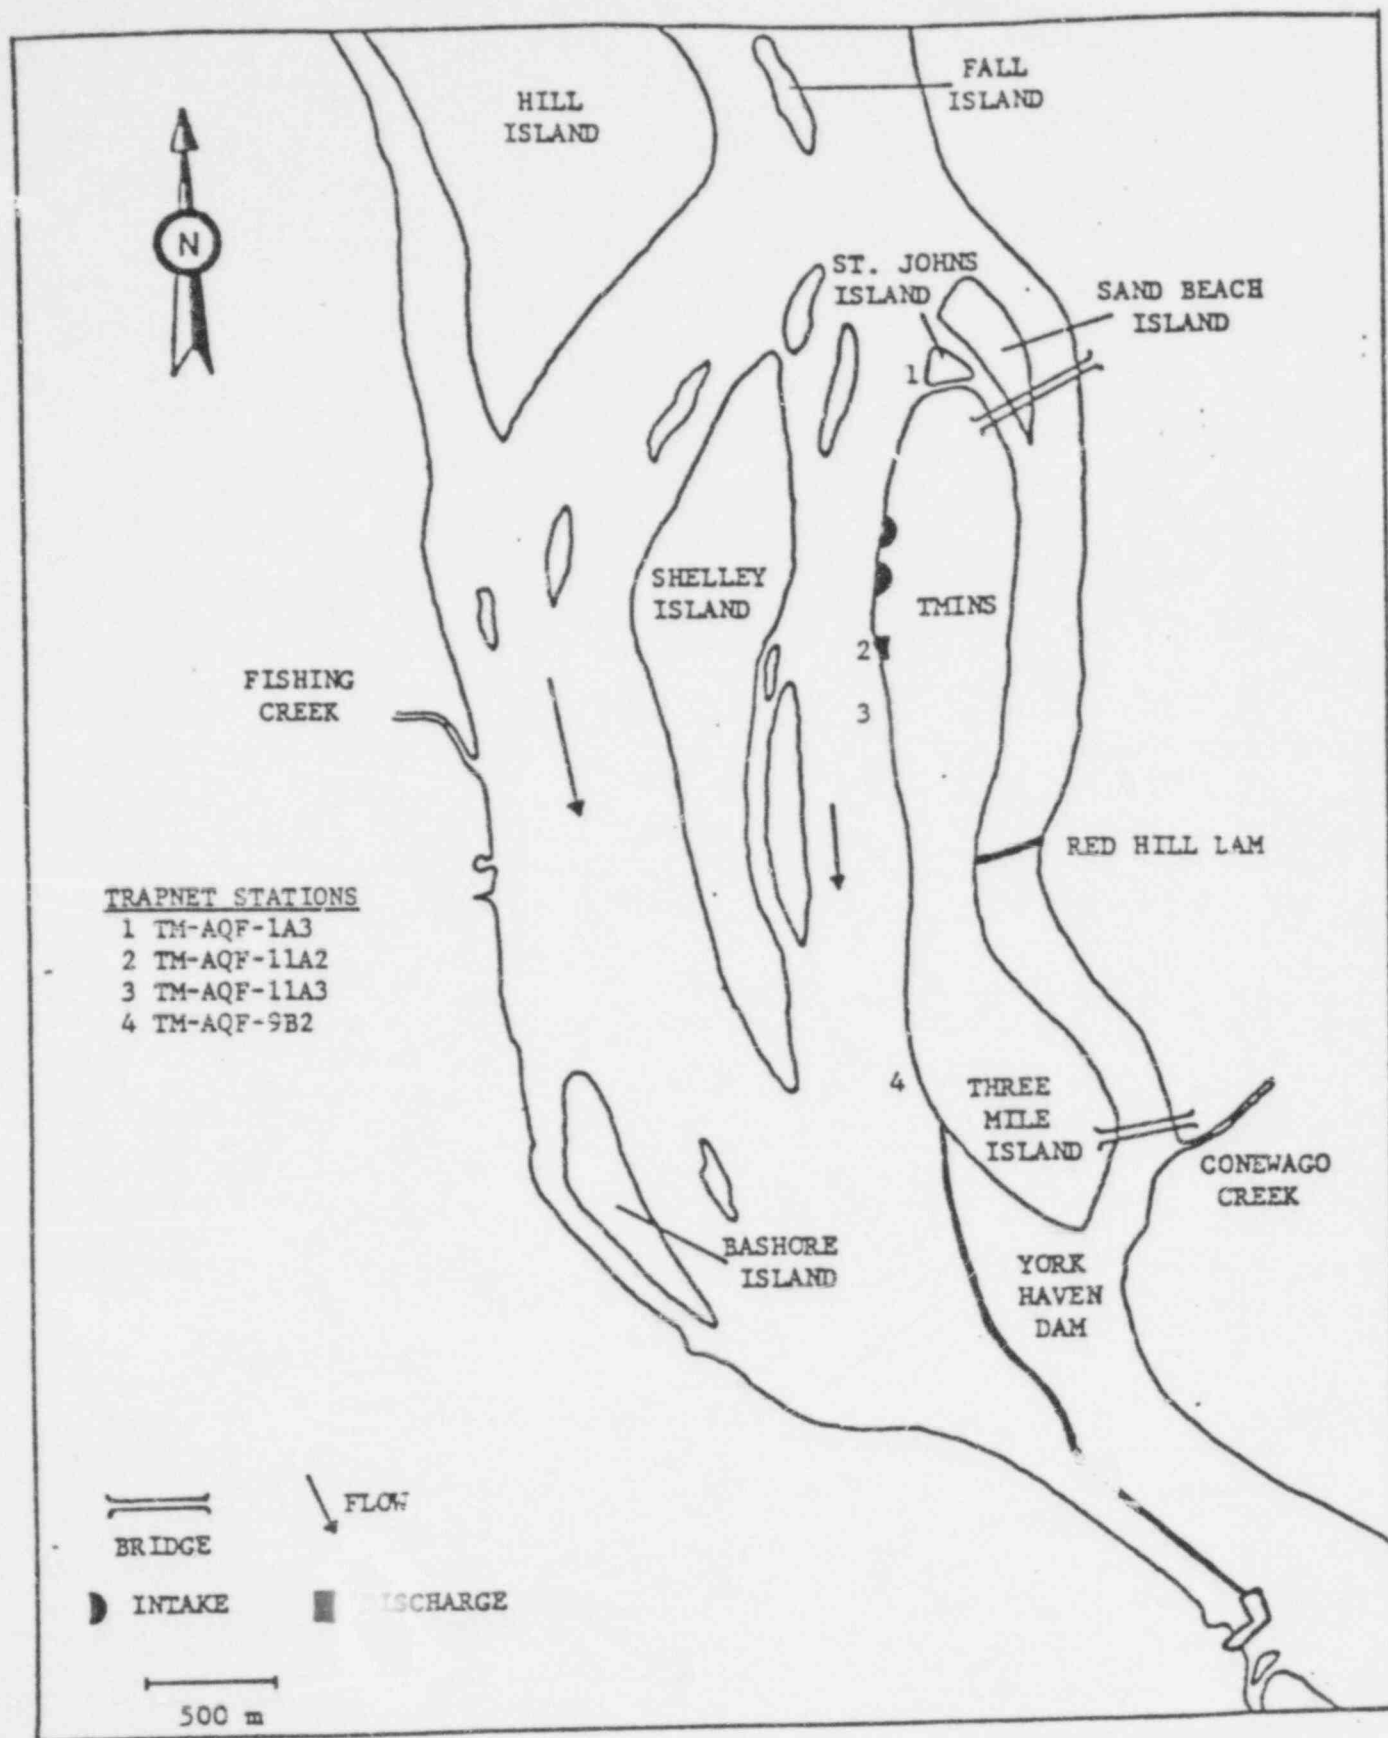 FALL
ISLAND
HILL
ISLAND
N
ST. JOHNS
ISLAND
SAND BEACH
ISLAND
1
SHELLEY
ISLAND
TMINS
2
FISHING
CREEK
3
RED HILL LAM
TRAPNET STATIONS
1 TM-AQF-1A3
2 TM-AQF-11A2
3 TM-AQF-11A3
4 TM-AQF-9B2
4
THREE
MILE
ISLAND
CONEWAGO
CREEK
BASHORE
ISLAND
YORK
HAVEN
DAM
FLOW
BRIDGE
INTAKE
ISCHARGE
500 m